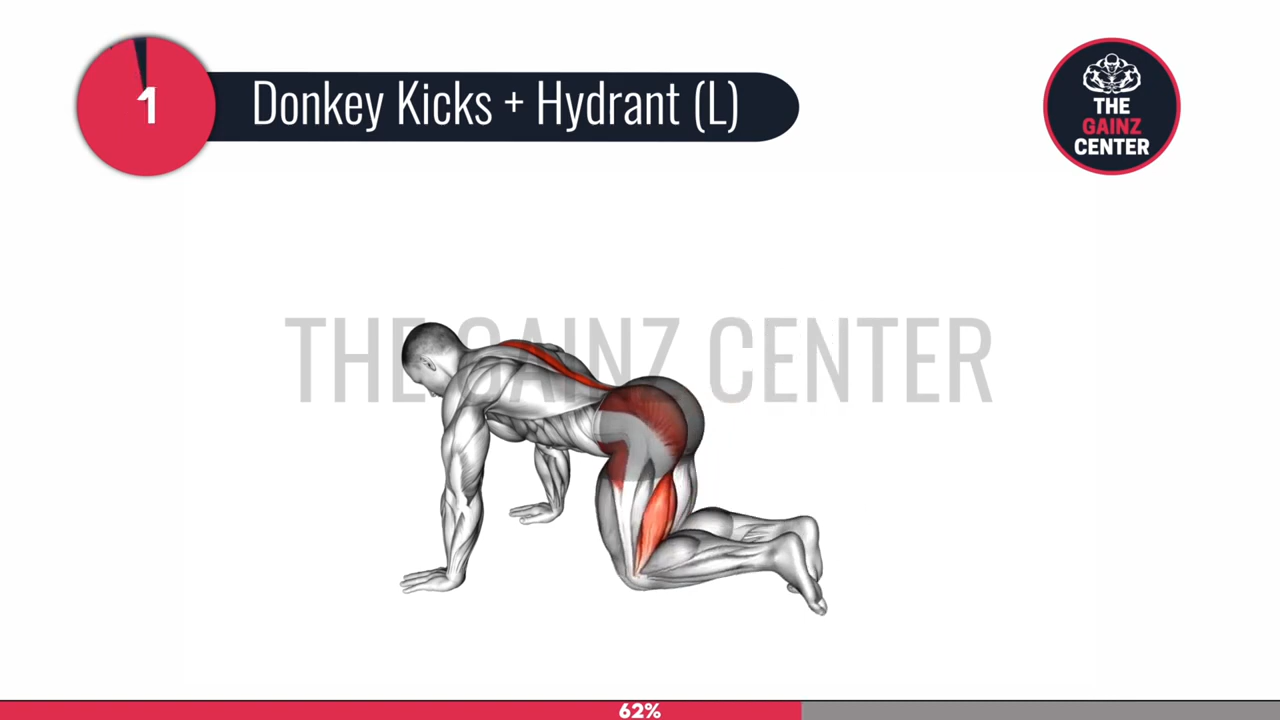 1
Donkey Kicks + Hydrant (L)
THE
GAINZ
CENTER
THE GAINZ CENTER
62%